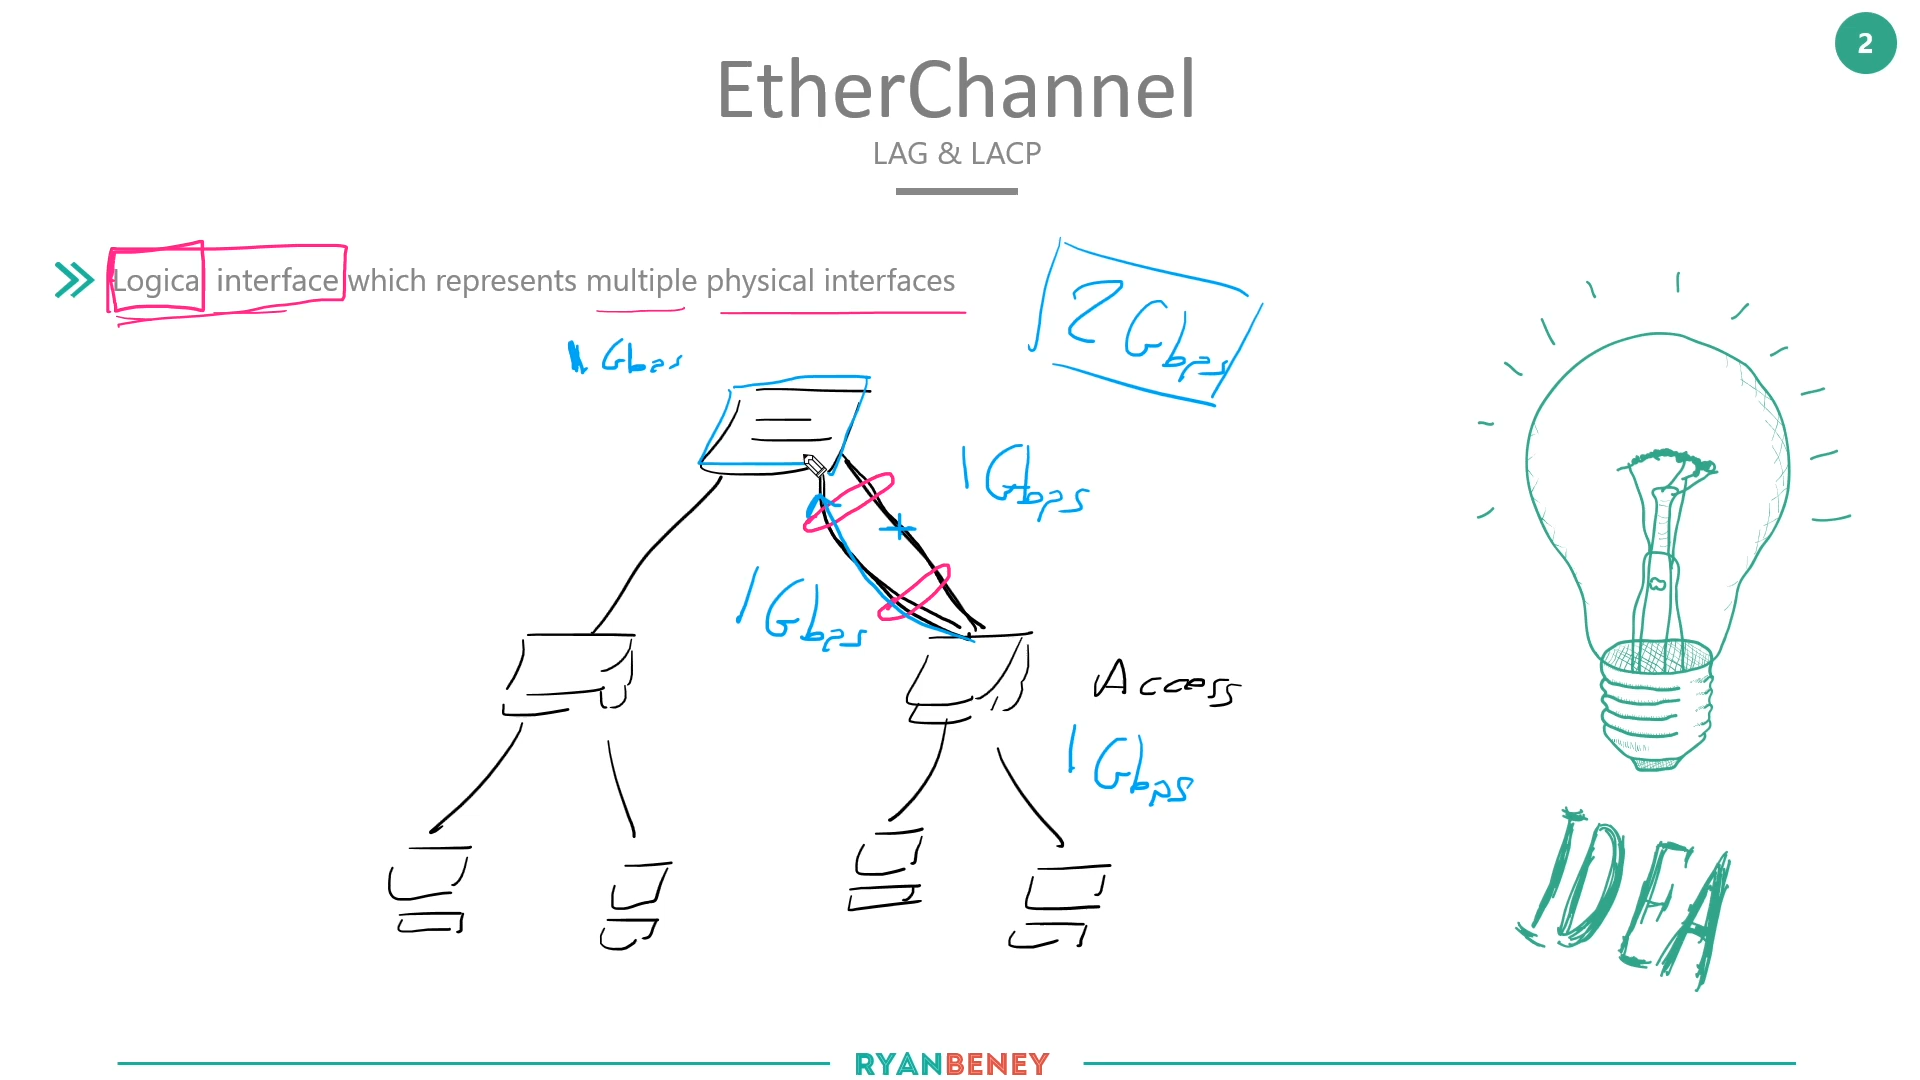 2
EtherChannel
LAG & LACP
Logical interface which represents multiple physical interfaces
2 Gbps
1 Gbps
1 Gbps
1 Gbps
Access
1 Gbps
IDEA
RYANBENEY